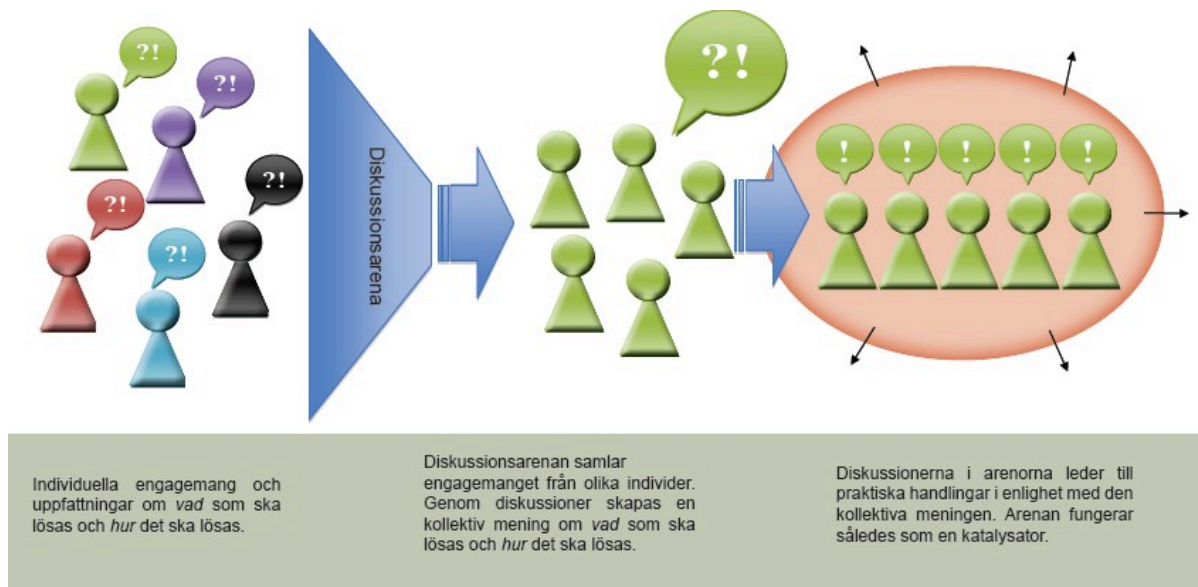 ?!
?!
?!
?!
?!
Diskussionsarena
?!
!
!
!
!
!
Individuella engagemang och
uppfattningar om vad som ska
lösas och hur det ska lösas.
Diskussionsarenan samlar
engagemanget från olika individer.
Genom diskussioner skapas en
kollektiv mening om vad som ska
lösas och hur det ska lösas.
Diskussionerna i arenorna leder till
praktiska handlingar i enlighet med den
kollektiva meningen. Arenan fungerar
således som en katalysator.